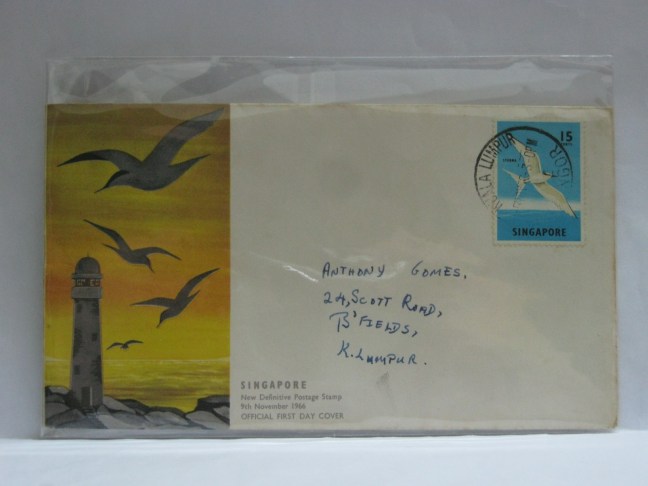 15
TERNS
SINGAPORE
KUALA LUMPUR
ANTHONY GOMES,
24, SCOTT ROAD,
B'FIELDS,
K. LUMPUR.
SINGAPORE
New Definitive Postage Stamp
9th November 1966
OFFICIAL FIRST DAY COVER